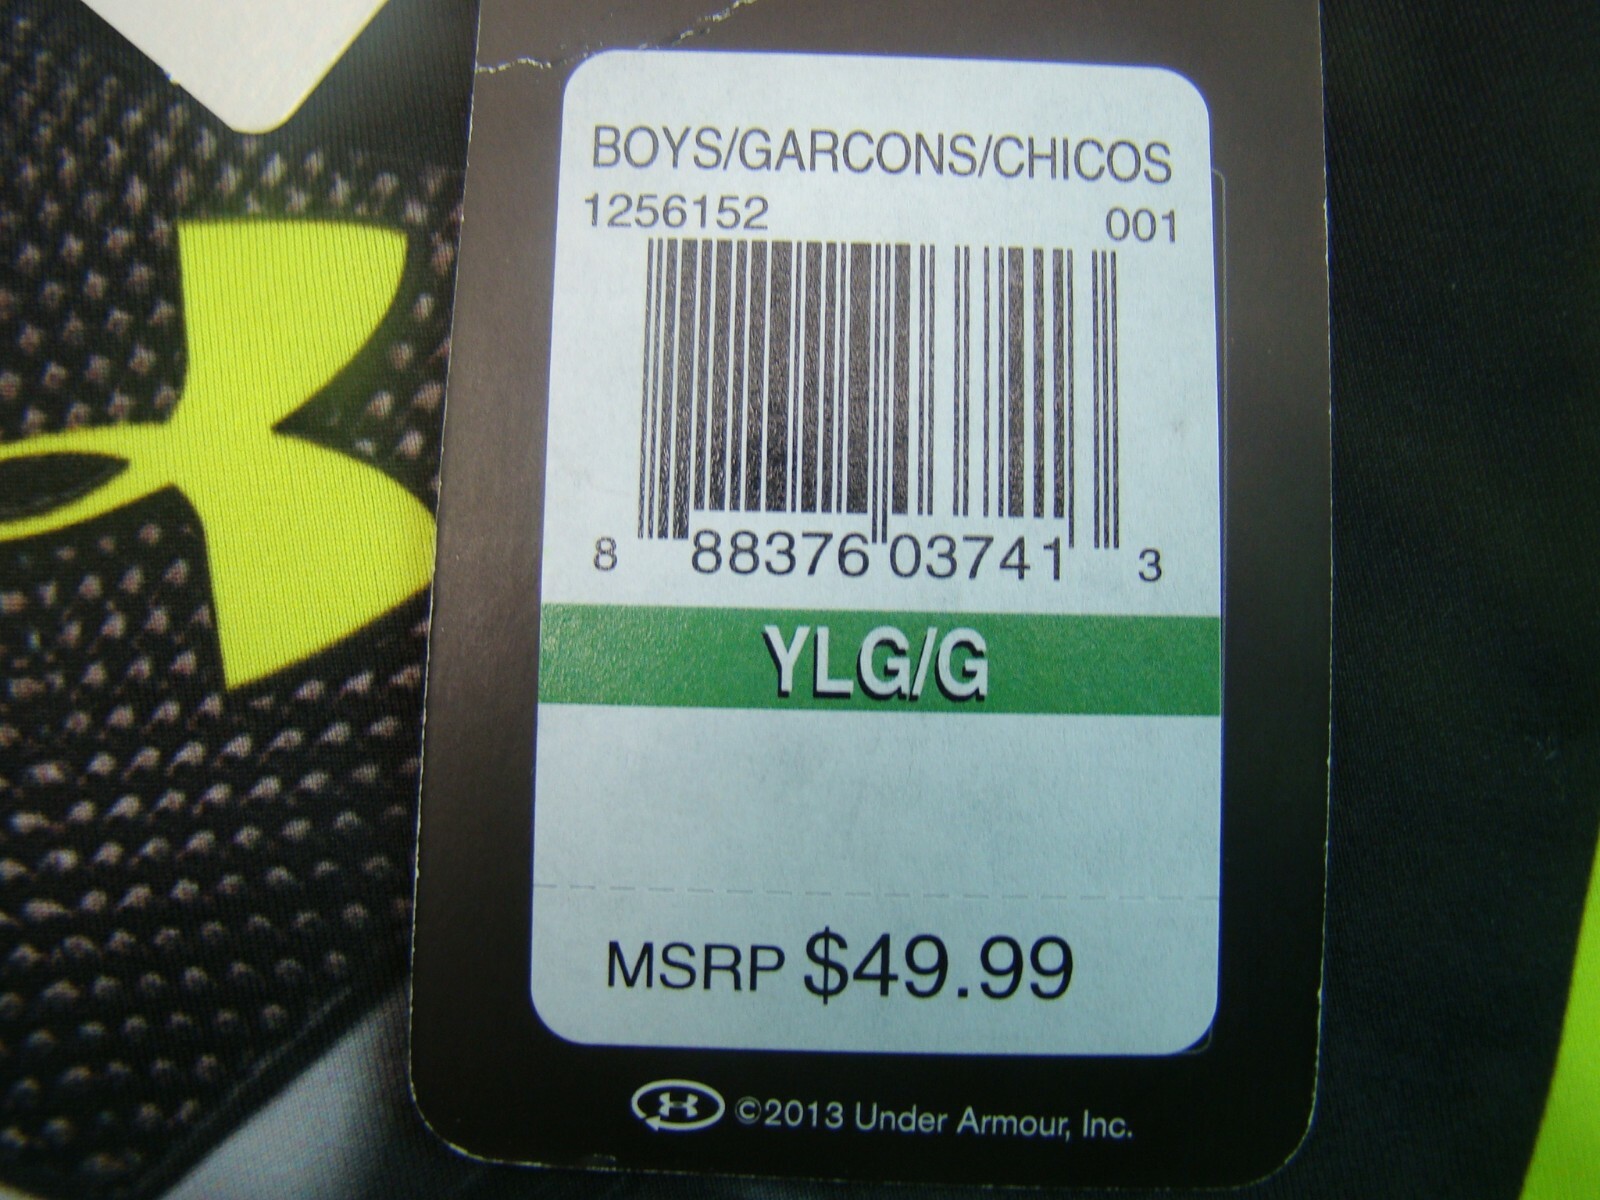 BOYS/GARCONS/CHICOS
1256152 001
8 88376 03741 3
YLG/G
MSRP $49.99
©2013 Under Armour, Inc.